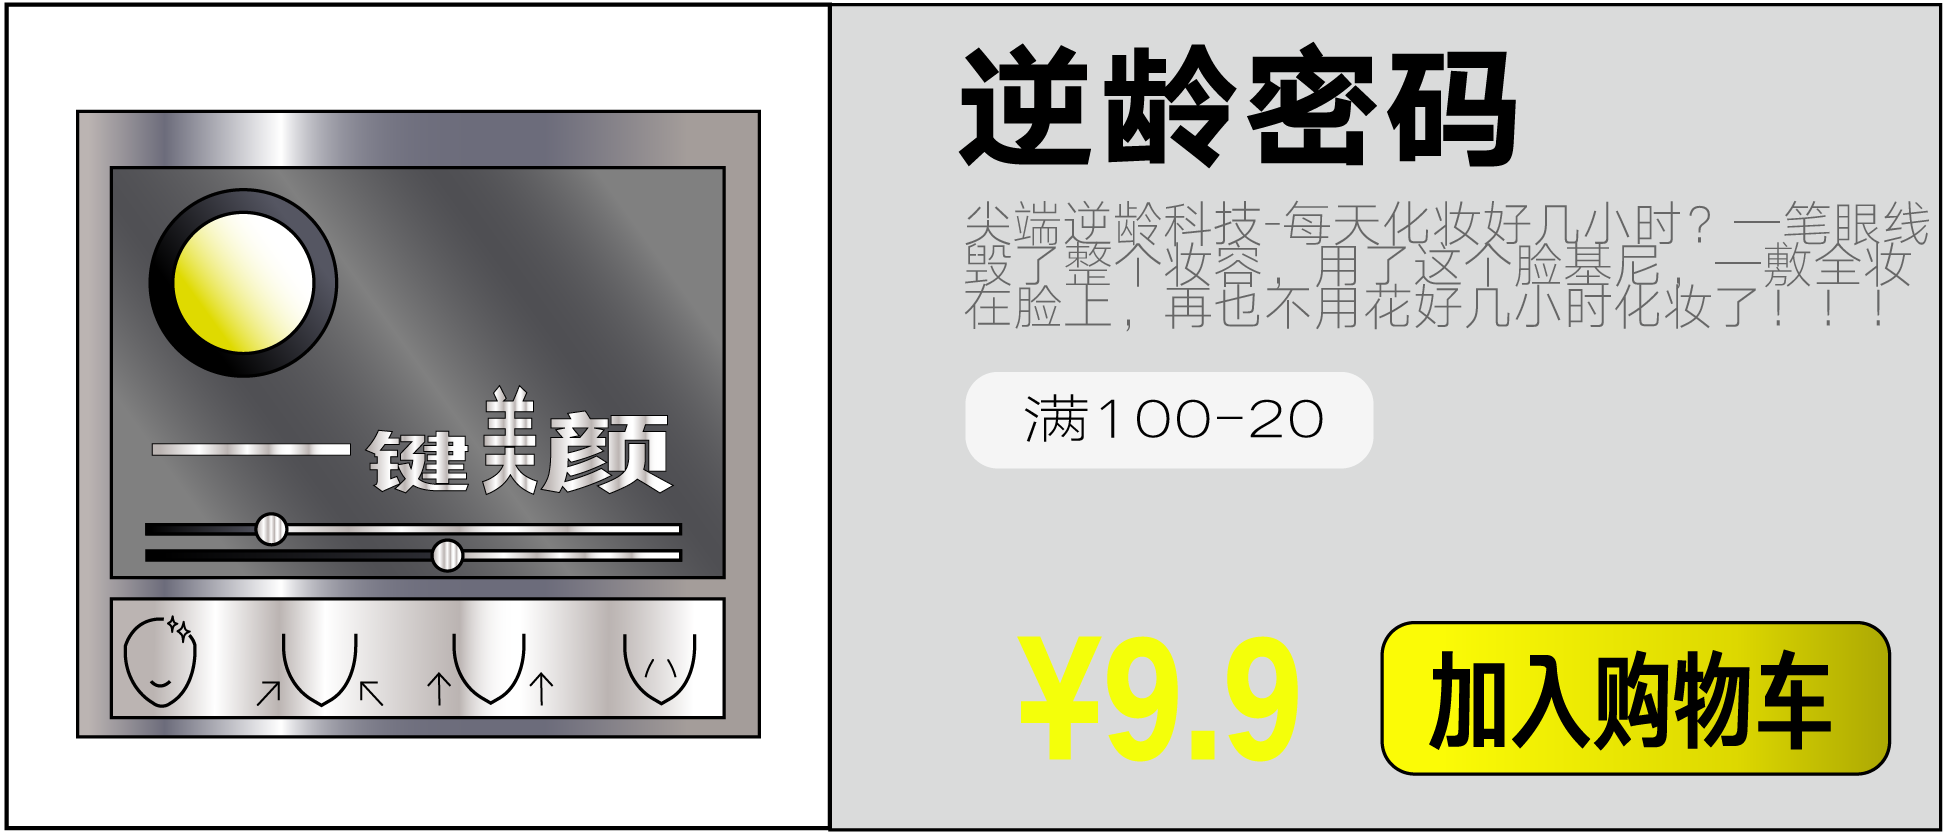 一键美颜
逆龄密码
尖端逆龄科技-每天化妆好几小时？一笔眼线
毁了整个妆容，用了这个脸基尼，一敷全妆
在脸上，再也不用花好几小时化妆了！！！
满100-20
¥9.9
加入购物车